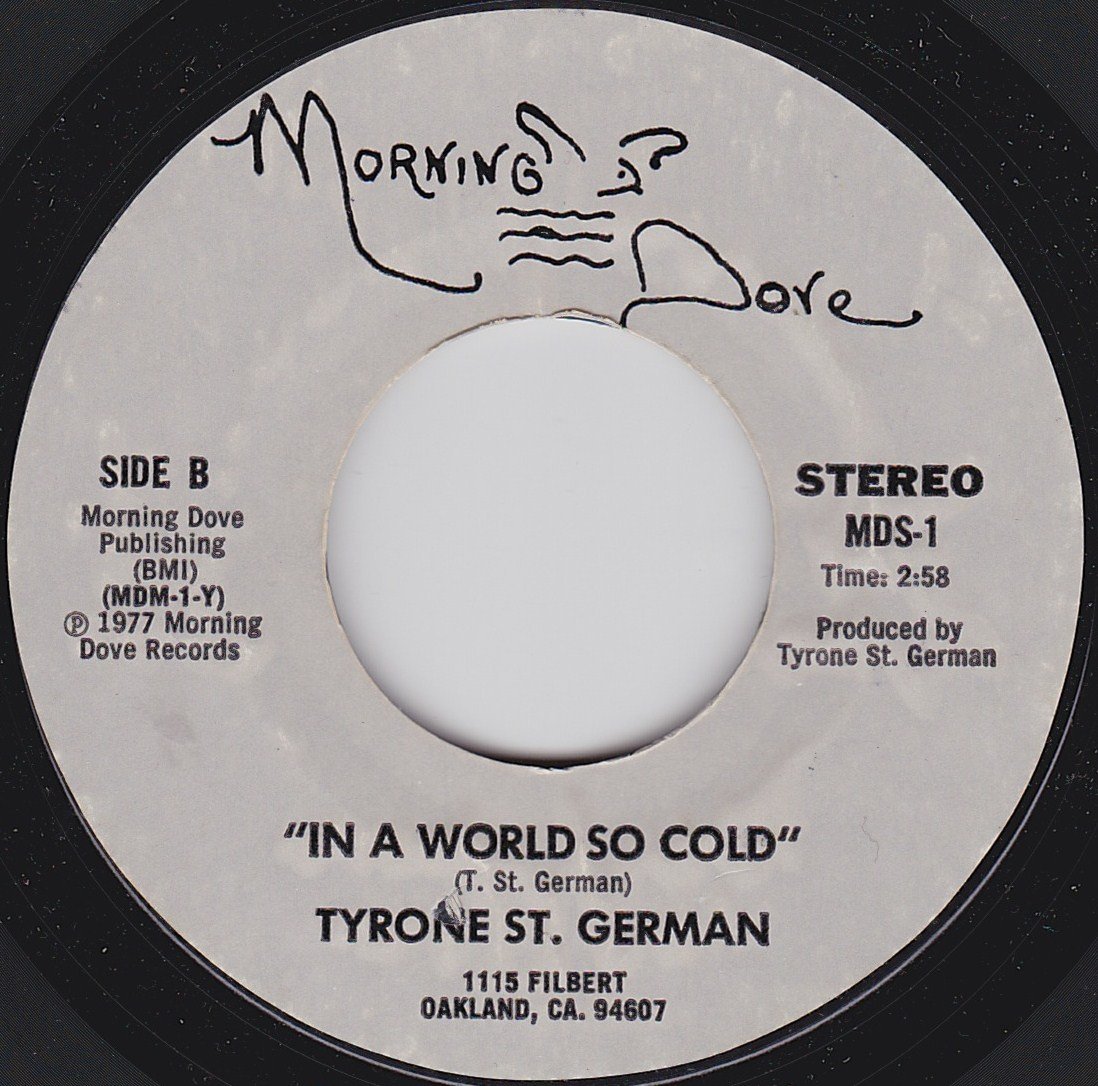 Morning
Dove
SIDE B
Morning Dove
Publishing
(BMI)
(MDM-1-Y)
℗ 1977 Morning
Dove Records
STEREO
MDS-1
Time: 2:58
Produced by
Tyrone St. German
"IN A WORLD SO COLD"
(T. St. German)
TYRONE ST. GERMAN
1115 FILBERT
OAKLAND, CA. 94607